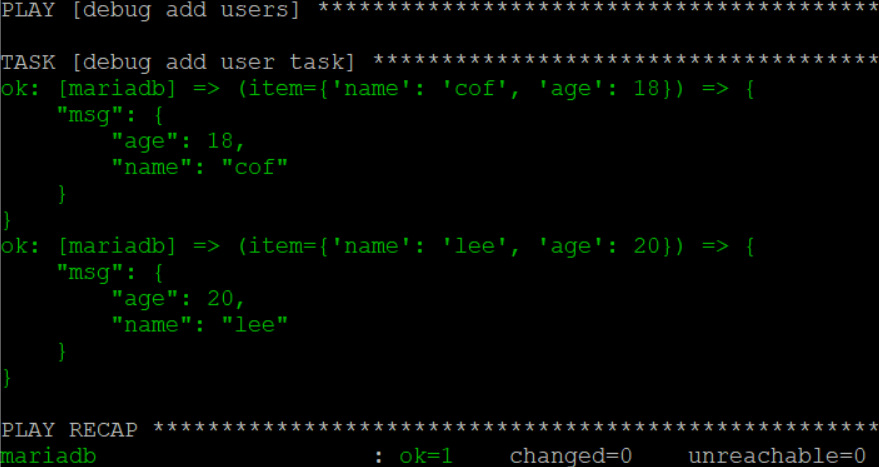 PLAY [debug add users] *****************************************
TASK [debug add user task] *************************************
ok: [mariadb] => (item={'name': 'cof', 'age': 18}) => {
    "msg": {
        "age": 18,
        "name": "cof"
    }
}
ok: [mariadb] => (item={'name': 'lee', 'age': 20}) => {
    "msg": {
        "age": 20,
        "name": "lee"
    }
}
PLAY RECAP *****************************************************
mariadb                    : ok=1    changed=0    unreachable=0